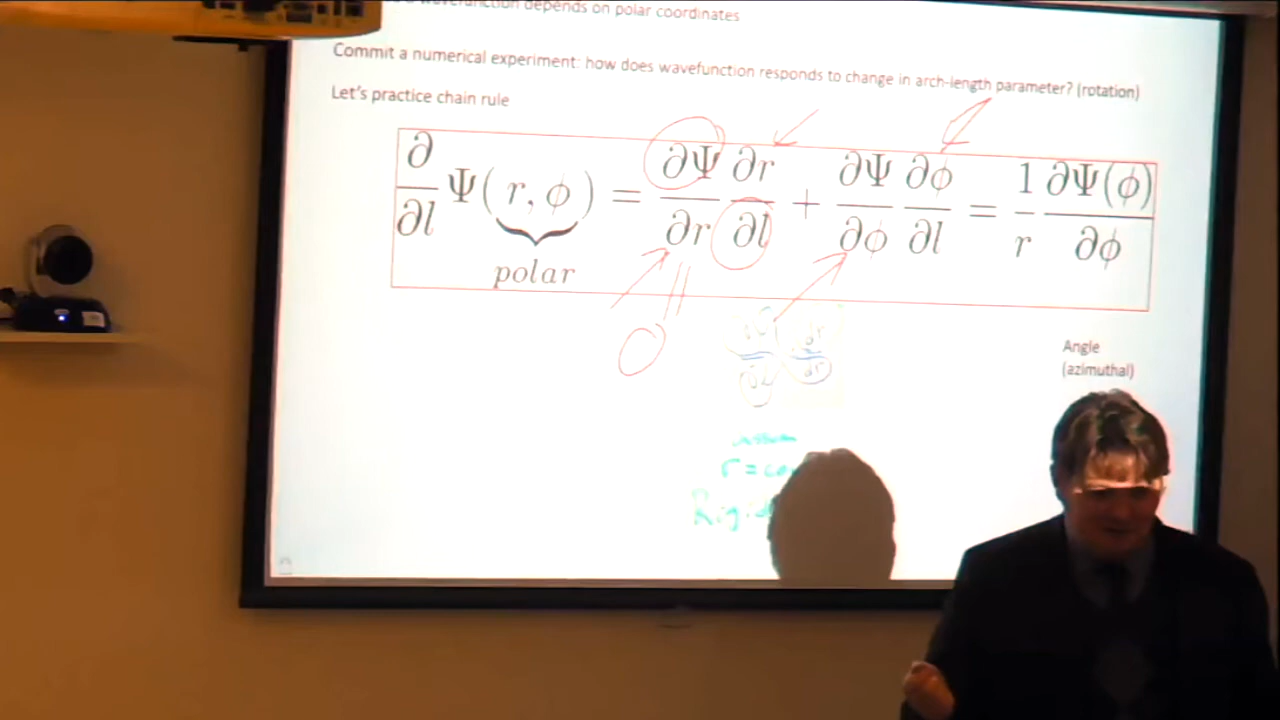 wavefunction depends on polar coordinates
Commit a numerical experiment: how does wavefunction responds to change in arch-length parameter? (rotation)
Let's practice chain rule
∂/∂l Ψ( r, ϕ ) = ∂Ψ/∂r ∂r/∂l + ∂Ψ/∂ϕ ∂ϕ/∂l = 1/r ∂Ψ(ϕ)/∂ϕ
polar
0
Angle
(azimuthal)
r =